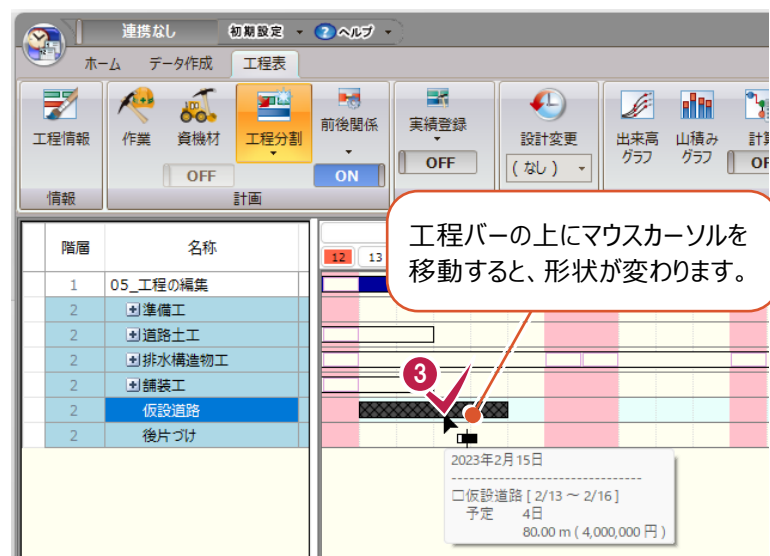 連携なし 初期設定 ? ヘルプ
ホーム データ作成 工程表
工程情報 作業 資機材 工程分割 前後関係 実績登録 設計変更 出来高グラフ 山積みグラフ
OFF ON OFF (なし) OF
情報 計画
工程バーの上にマウスカーソルを
移動すると、形状が変わります。
階層 名称 12 13
1 05_工程の編集
2 準備工
2 道路土工
2 排水構造物工
2 舗装工
3
2 仮設道路
2 後片づけ
2023年2月15日
--------------------------------
□仮設道路 [ 2/13 ~ 2/16 ]
予定 4日
80.00 m ( 4,000,000 円 )